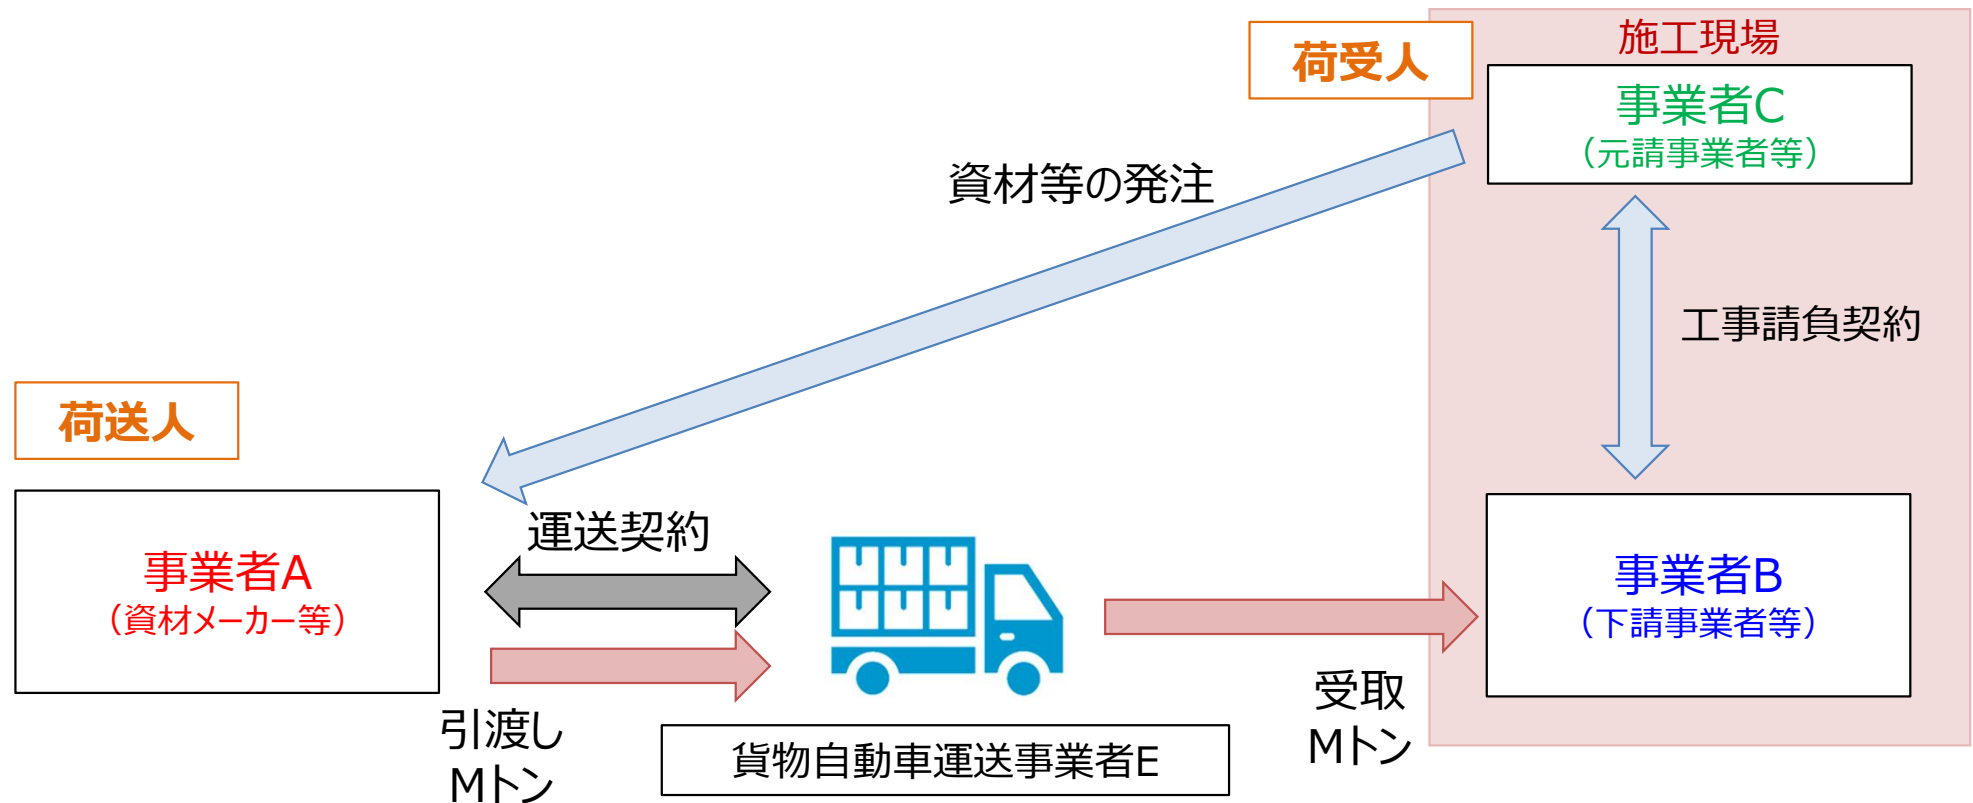 施工現場
荷受人
事業者C
（元請事業者等）
資材等の発注
工事請負契約
荷送人
運送契約
事業者A
（資材メーカー等）
事業者B
（下請事業者等）
引渡し
Mトン
貨物自動車運送事業者E
受取
Mトン